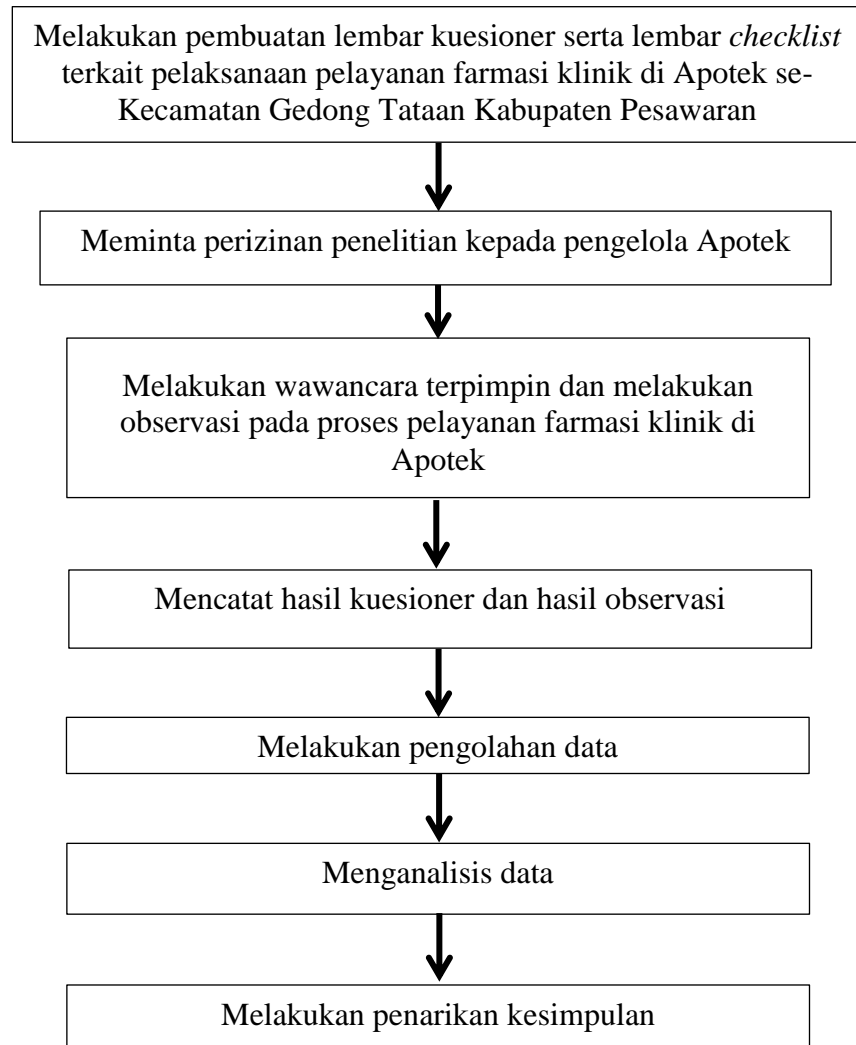 Melakukan pembuatan lembar kuesioner serta lembar checklist
terkait pelaksanaan pelayanan farmasi klinik di Apotek se-
Kecamatan Gedong Tataan Kabupaten Pesawaran
Meminta perizinan penelitian kepada pengelola Apotek
Melakukan wawancara terpimpin dan melakukan
observasi pada proses pelayanan farmasi klinik di
Apotek
Mencatat hasil kuesioner dan hasil observasi
Melakukan pengolahan data
Menganalisis data
Melakukan penarikan kesimpulan